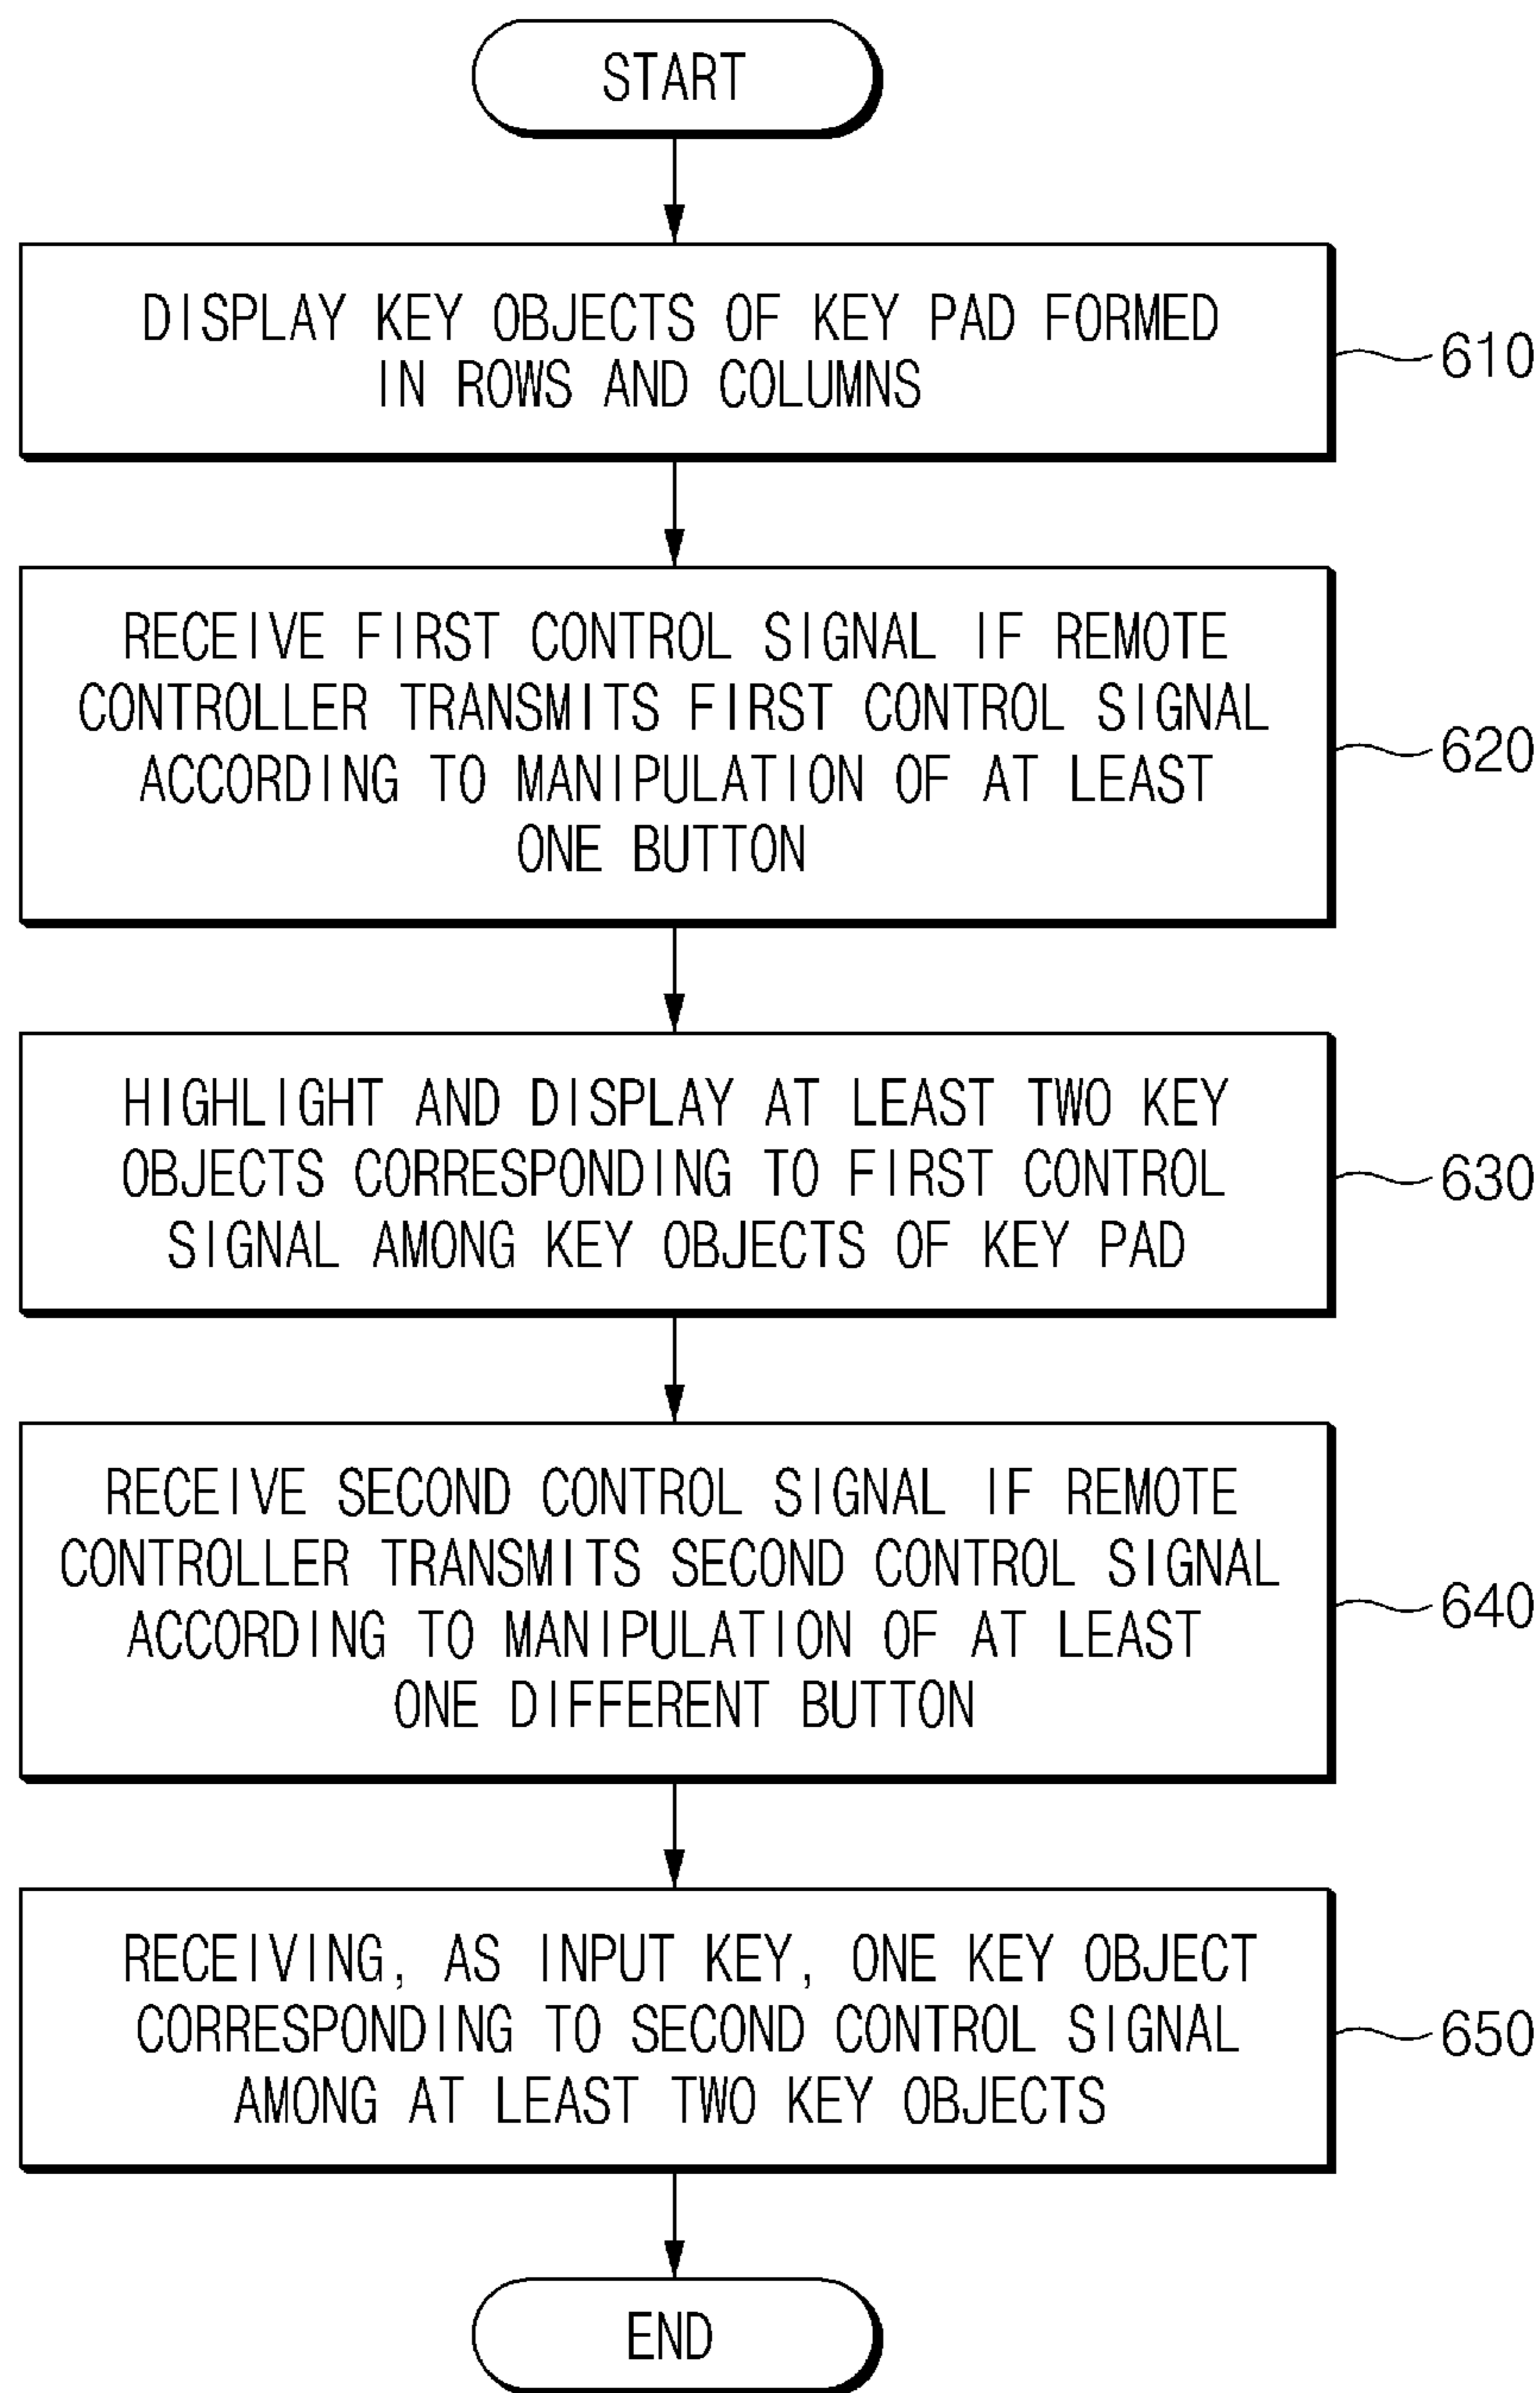 START
DISPLAY KEY OBJECTS OF KEY PAD FORMED
IN ROWS AND COLUMNS
610
RECEIVE FIRST CONTROL SIGNAL IF REMOTE
CONTROLLER TRANSMITS FIRST CONTROL SIGNAL
ACCORDING TO MANIPULATION OF AT LEAST
ONE BUTTON
620
HIGHLIGHT AND DISPLAY AT LEAST TWO KEY
OBJECTS CORRESPONDING TO FIRST CONTROL
SIGNAL AMONG KEY OBJECTS OF KEY PAD
630
RECEIVE SECOND CONTROL SIGNAL IF REMOTE
CONTROLLER TRANSMITS SECOND CONTROL SIGNAL
ACCORDING TO MANIPULATION OF AT LEAST
ONE DIFFERENT BUTTON
640
RECEIVING, AS INPUT KEY, ONE KEY OBJECT
CORRESPONDING TO SECOND CONTROL SIGNAL
AMONG AT LEAST TWO KEY OBJECTS
650
END